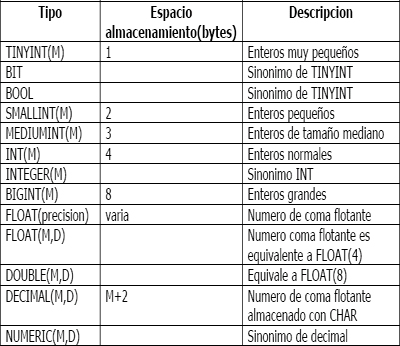 Tipo Espacio almacenamiento(bytes) Descripcion
TINYINT(M) 1 Enteros muy pequeños
BIT Sinonimo de TINYINT
BOOL Sinonimo de TINYINT
SMALLINT(M) 2 Enteros pequeños
MEDIUMINT(M) 3 Enteros de tamaño mediano
INT(M) 4 Enteros normales
INTEGER(M) Sinonimo INT
BIGINT(M) 8 Enteros grandes
FLOAT(precision) varia Numero de coma flotante
FLOAT(M,D) Numero coma flotante es
equivalente a FLOAT(4)
DOUBLE(M,D) Equivale a FLOAT(8)
DECIMAL(M,D) M+2 Numero de coma flotante
almacenado con CHAR
NUMERIC(M,D) Sinonimo de decimal